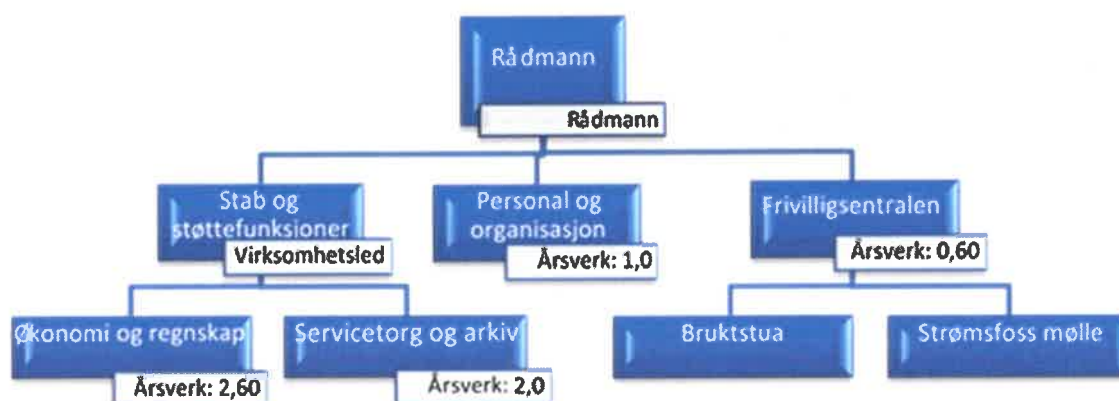 Rådmann
Rådmann
Stab og
støttefunksjoner
Virksomhetsled
Personal og
organisasjon
Årsverk: 1,0
Frivilligsentralen
Årsverk: 0,60
Økonomi og regnskap
Årsverk: 2,60
Servicetorg og arkiv
Årsverk: 2,0
Bruktstua
Strømsfoss mølle